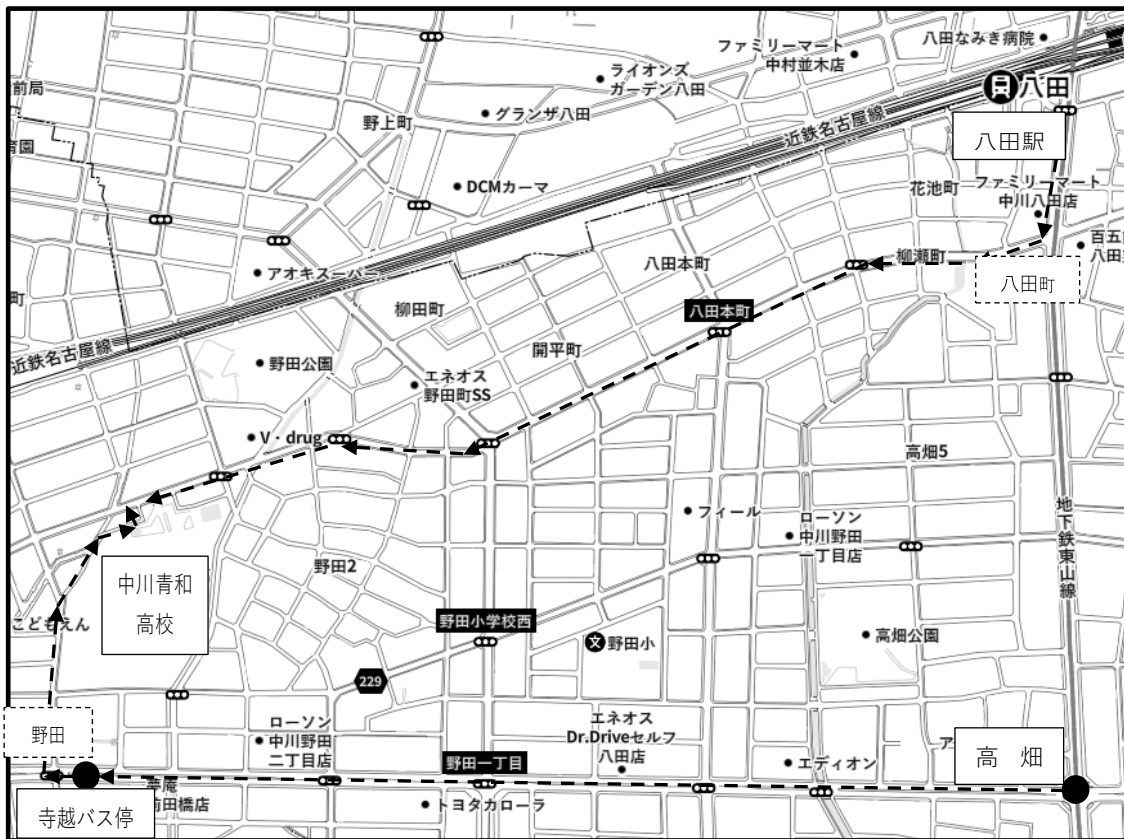 八田なみき病院
ファミリーマート
中村並木店
ライオンズ
ガーデン八田
前局
八田
グランザ八田
野上町
近鉄名古屋線
八田駅
育園
DCMカーマ
花池町
ファミリーマート
中川八田店
百五
八田
柳瀬町
八田本町
アオキスーパー
八田町
町
柳田町
八田本町
開平町
近鉄名古屋線
野田公園
エネオス
野田町SS
V・drug
高畑5
フィール
ローソン
中川野田
一丁目店
地下鉄東山線
野田2
中川青和
高校
こどもえん
野田小学校西
文
野田小
高畑公園
229
野田
ローソン
中川野田
二丁目店
エネオス
Dr.Driveセルフ
八田店
野田一丁目
ア
高 畑
エディオン
前田橋店
トヨタカローラ
寺越バス停